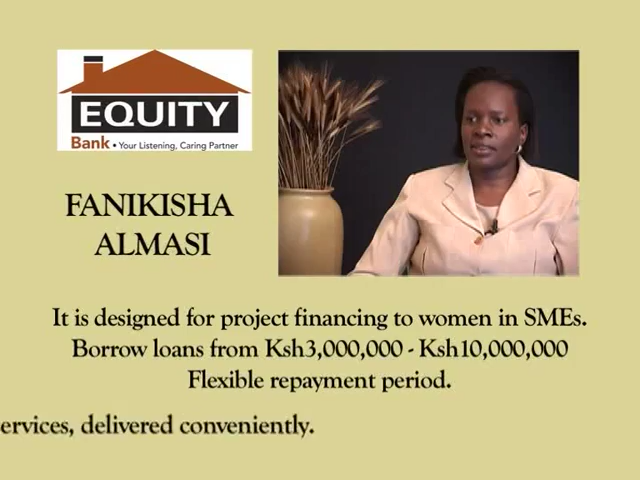 EQUITY
Bank • Your Listening, Caring Partner
FANIKISHA
ALMASI
It is designed for project financing to women in SMEs.
Borrow loans from Ksh3,000,000 - Ksh10,000,000
Flexible repayment period.
ervices, delivered conveniently.